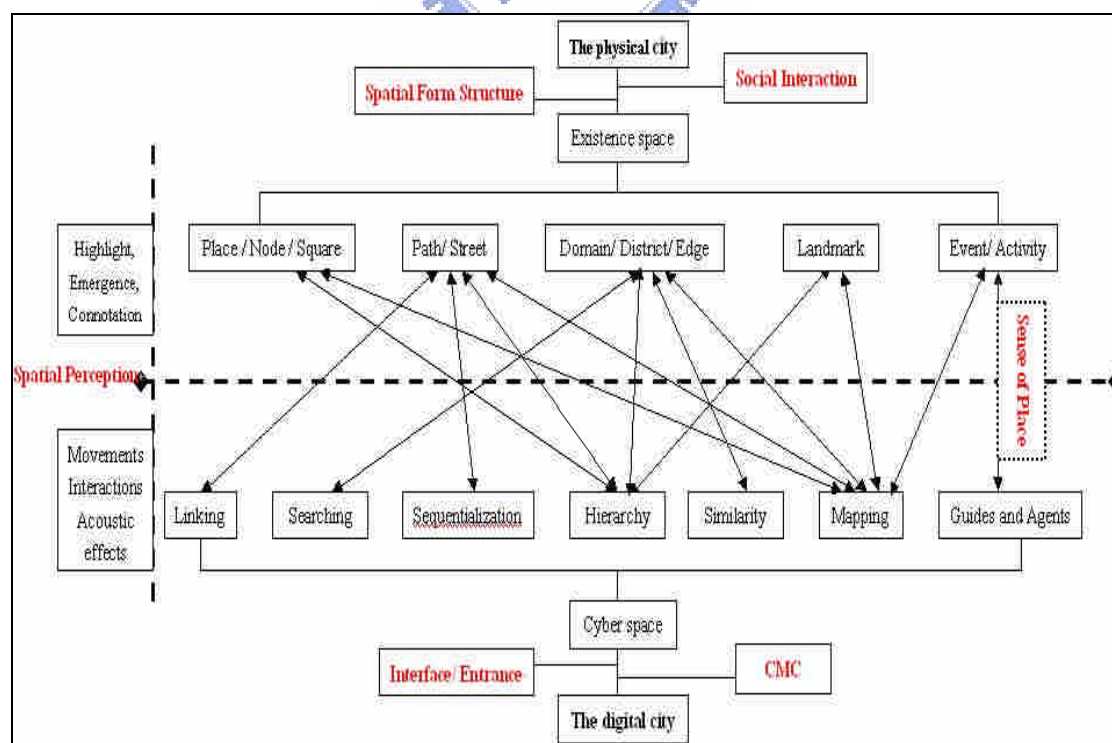 The physical city
Social Interaction
Spatial Form Structure
Existence space
Highlight,
Emergence,
Connotation
Place / Node / Square
Path/ Street
Domain/ District/ Edge
Landmark
Event/ Activity
Sense of Place
Spatial Perception
Movements
Interactions
Acoustic
effects
Linking
Searching
Sequentialization
Hierarchy
Similarity
Mapping
Guides and Agents
Cyber space
Interface/ Entrance
CMC
The digital city